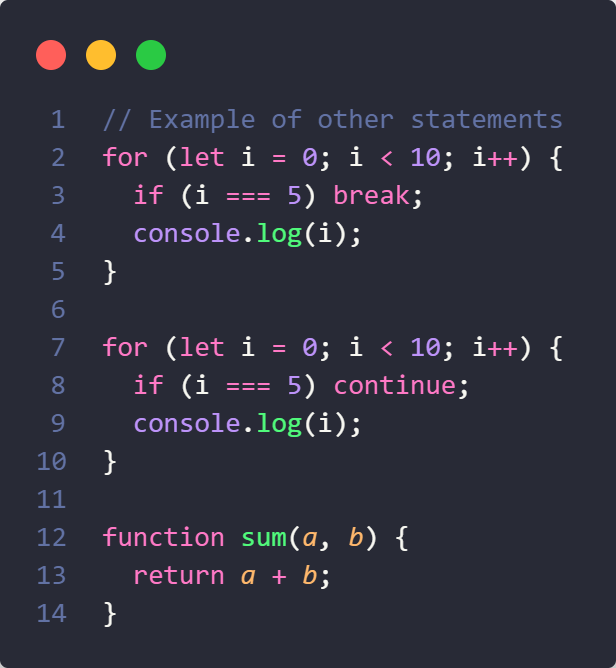 1 // Example of other statements
2 for (let i = 0; i < 10; i++) {
3   if (i === 5) break;
4   console.log(i);
5 }
6
7 for (let i = 0; i < 10; i++) {
8   if (i === 5) continue;
9   console.log(i);
10 }
11
12 function sum(a, b) {
13   return a + b;
14 }